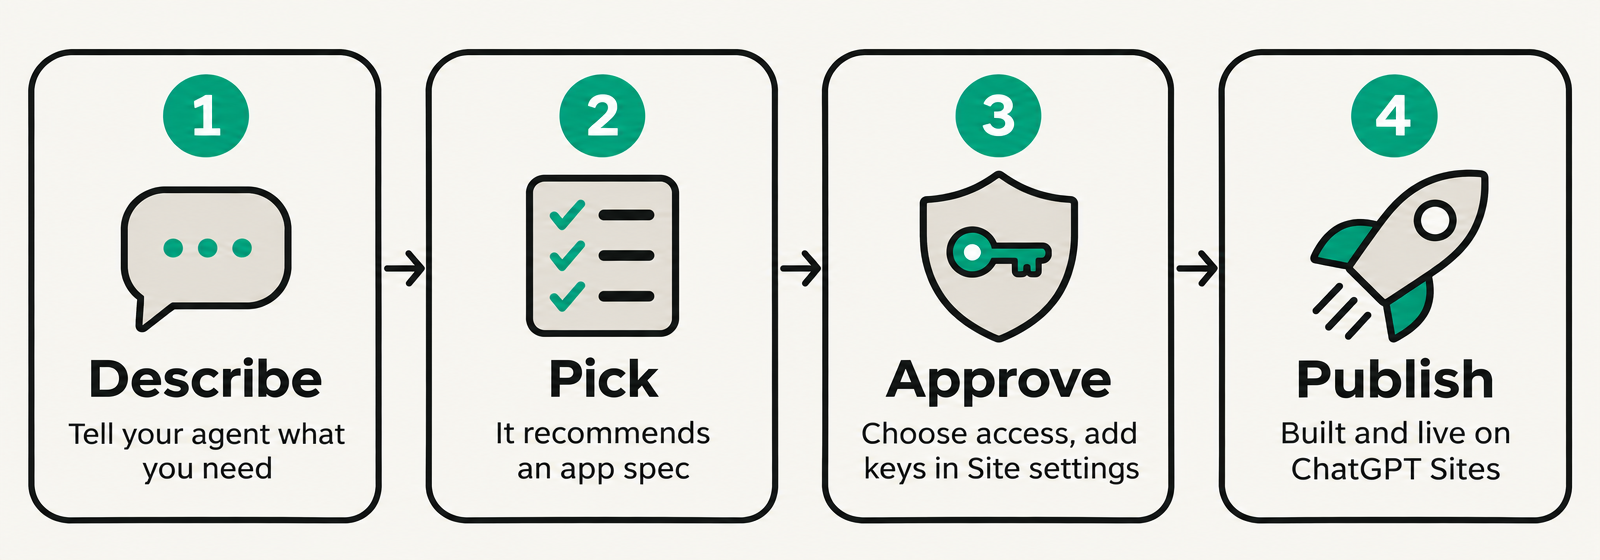 1
Describe
Tell your agent what
you need
2
Pick
It recommends
an app spec
3
Approve
Choose access, add
keys in Site settings
4
Publish
Built and live on
ChatGPT Sites